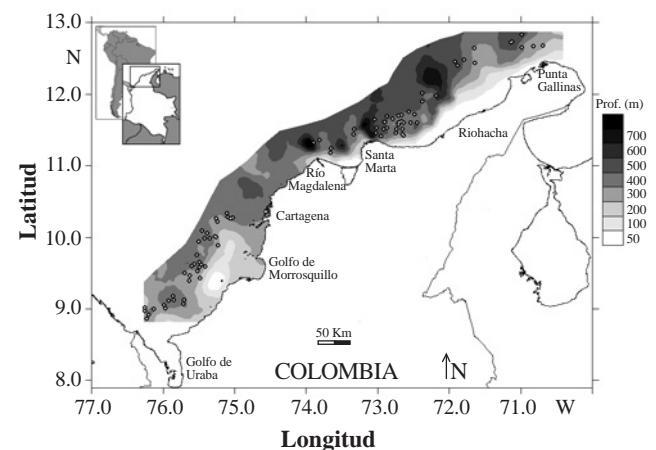 13.0
N
12.0
11.0
10.0
9.0
8.0
Latitud
Punta
Gallinas
Riohacha
Santa
Marta
Río
Magdalena
Cartagena
Golfo de
Morrosquillo
Golfo de
Uraba
50 Km
COLOMBIA
N
Prof. (m)
700
600
500
400
300
200
100
50
77.0 76.0 75.0 74.0 73.0 72.0 71.0 W
Longitud